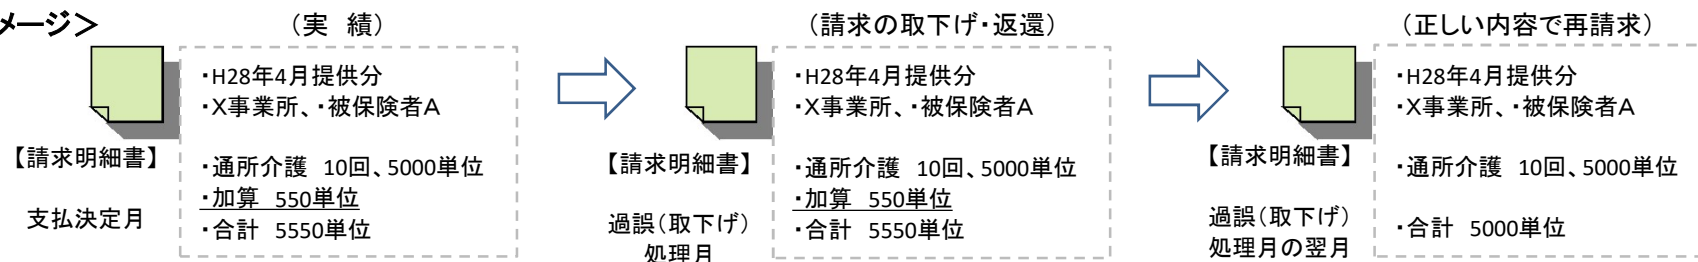 メージ＞
（実　績）
・H28年4月提供分
・X事業所、・被保険者A
・通所介護　10回、5000単位
・加算　550単位
・合計　5550単位
【請求明細書】
支払決定月
（請求の取下げ・返還）
・H28年4月提供分
・X事業所、・被保険者A
・通所介護　10回、5000単位
・加算　550単位
・合計　5550単位
【請求明細書】
過誤（取下げ）
処理月
（正しい内容で再請求）
・H28年4月提供分
・X事業所、・被保険者A
・通所介護　10回、5000単位
・合計　5000単位
【請求明細書】
過誤（取下げ）
処理月の翌月